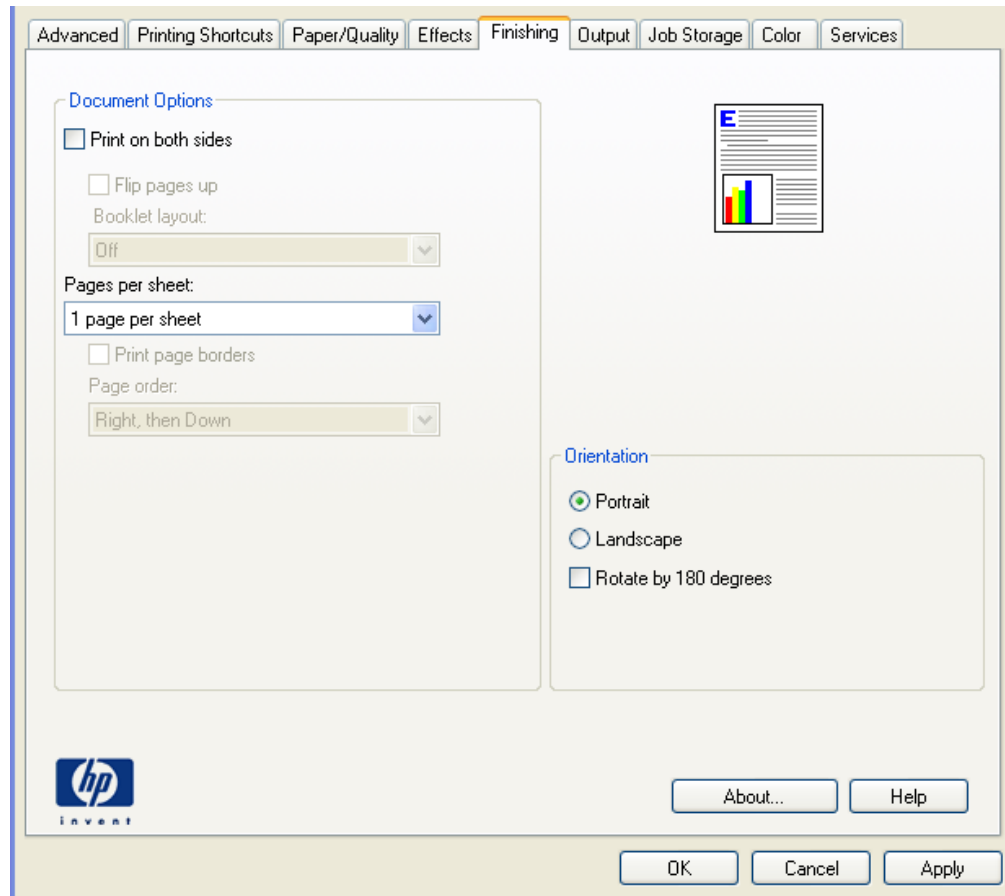 Advanced Printing Shortcuts Paper/Quality Effects Finishing Output Job Storage Color Services
Document Options
Print on both sides
Flip pages up
Booklet layout:
Off
Pages per sheet:
1 page per sheet
Print page borders
Page order:
Right, then Down
E
Orientation
Portrait
Landscape
Rotate by 180 degrees
hp
invent
About... Help
OK Cancel Apply